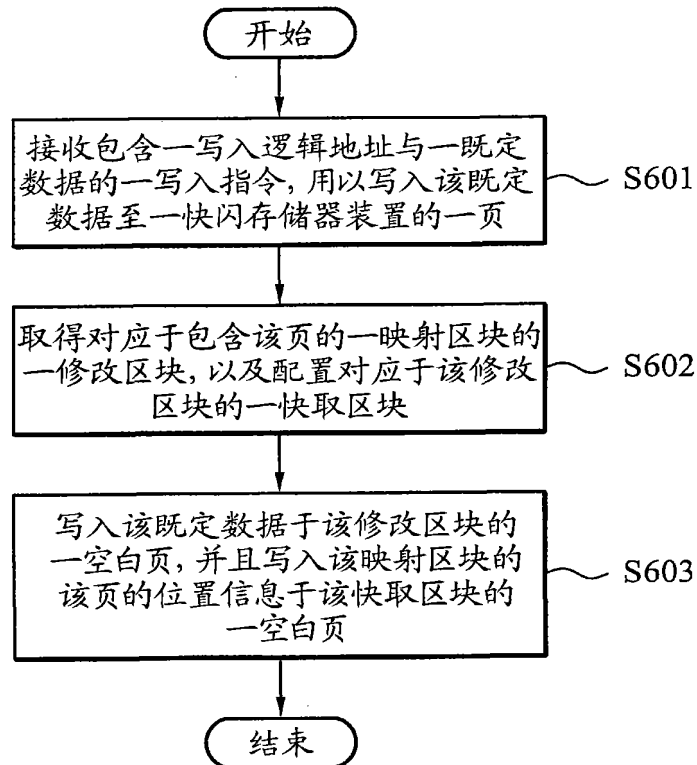 开始
接收包含一写入逻辑地址与一既定
数据的一写入指令,用以写入该既定
数据至一快闪存储器装置的一页
S601
取得对应于包含该页的一映射区块的
一修改区块,以及配置对应于该修改
区块的一快取区块
S602
写入该既定数据于该修改区块的
一空白页,并且写入该映射区块的
该页的位置信息于该快取区块的
一空白页
S603
结束